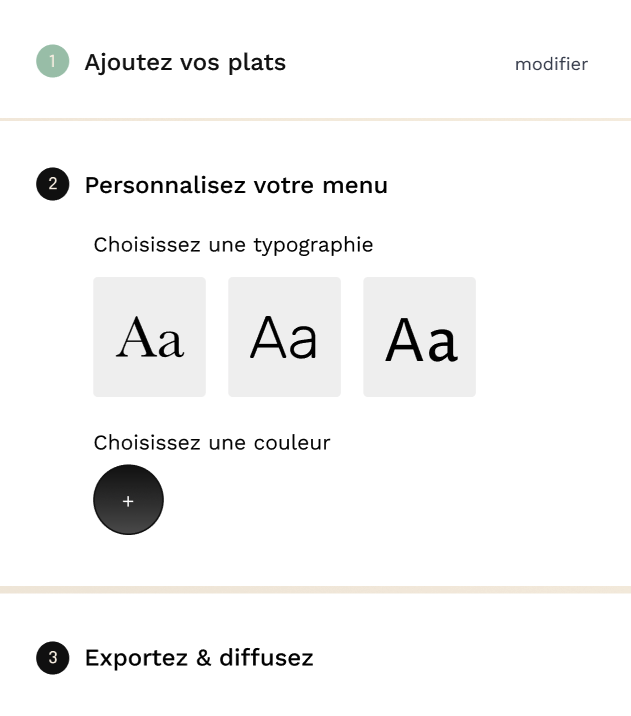 1 Ajoutez vos plats modifier
2 Personnalisez votre menu
Choisissez une typographie
Aa Aa Aa
Choisissez une couleur
+
3 Exportez & diffusez